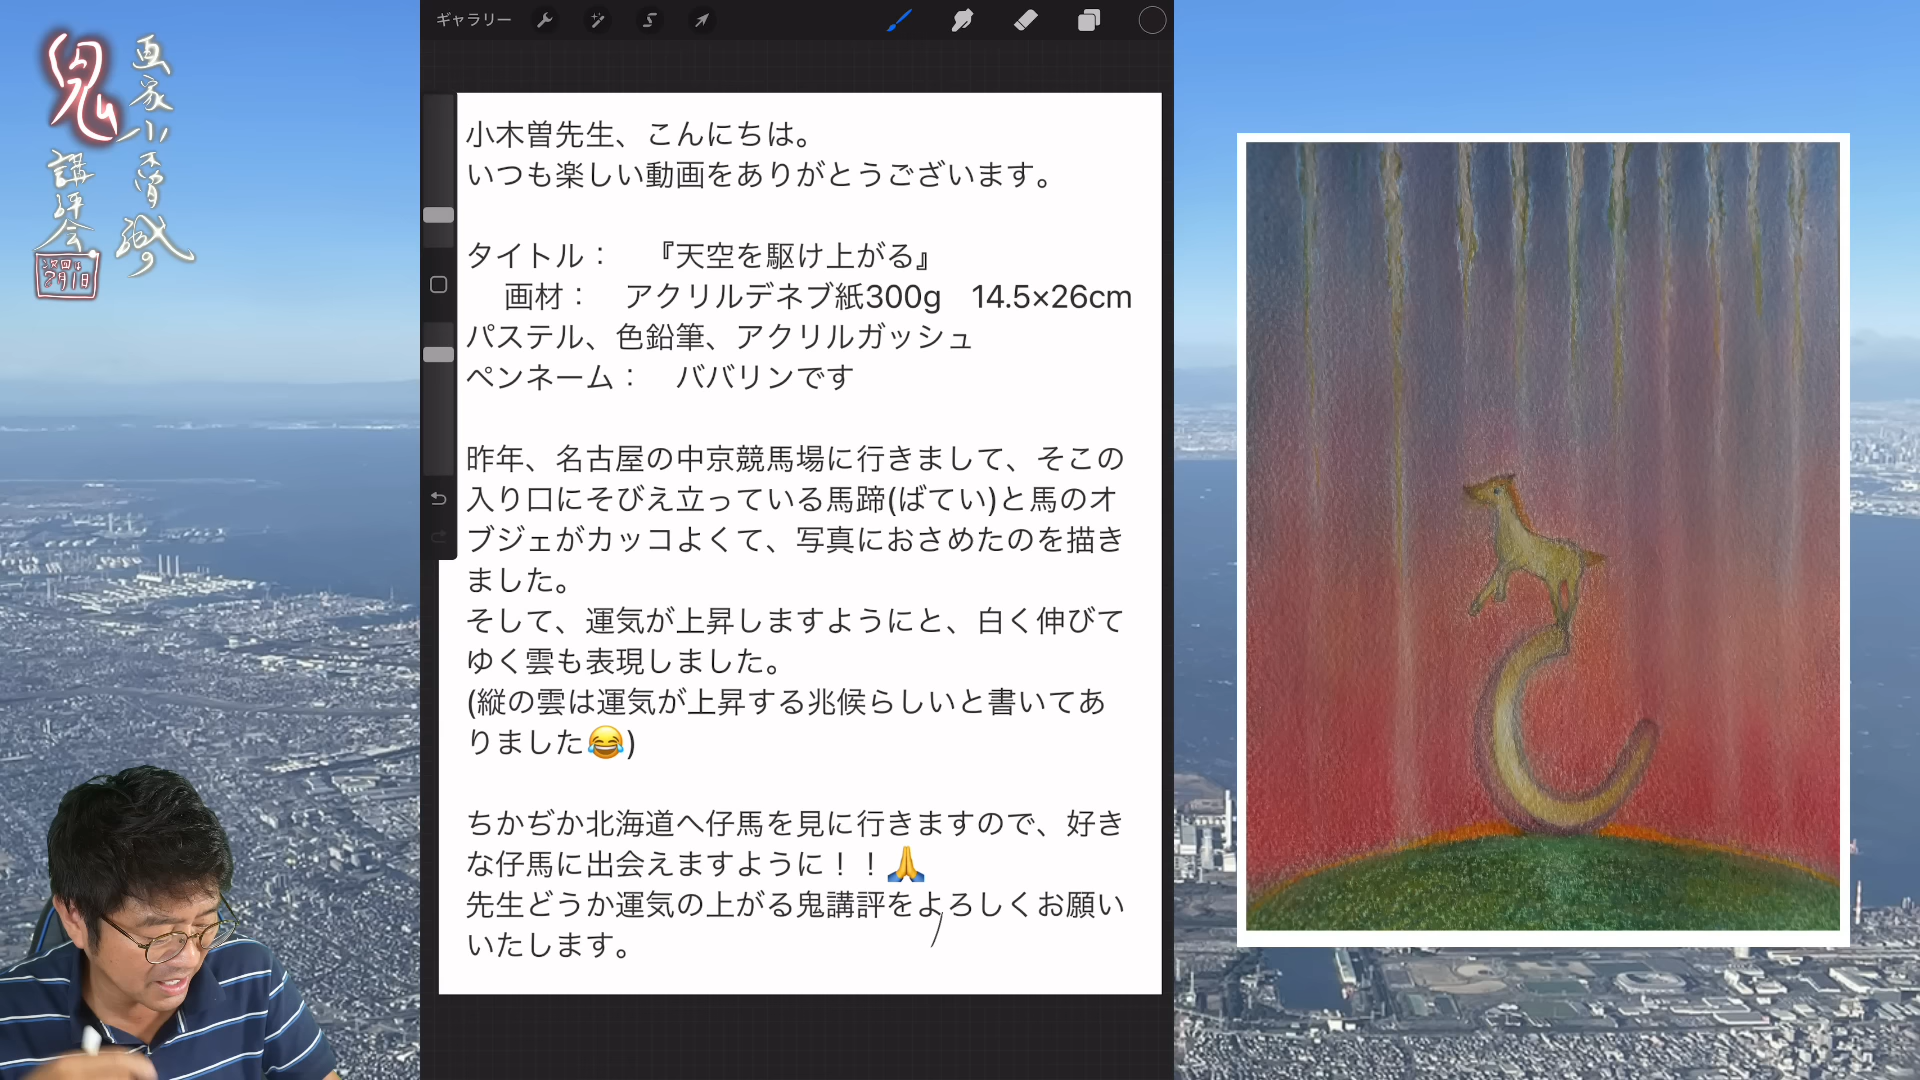 画家小木曽誠の
鬼
講評会
次回は
9月1日
ギャラリー
小木曽先生、こんにちは。
いつも楽しい動画をありがとうございます。
タイトル：　『天空を駆け上がる』
画材：　アクリルデネブ紙300g　14.5×26cm
パステル、色鉛筆、アクリルガッシュ
ペンネーム：　ババリンです
昨年、名古屋の中京競馬場に行きまして、そこの
入り口にそびえ立っている馬蹄(ばてい)と馬のオ
ブジェがカッコよくて、写真におさめたのを描き
ました。
そして、運気が上昇しますようにと、白く伸びて
ゆく雲も表現しました。
(縦の雲は運気が上昇する兆候らしいと書いてあ
りました😂)
ちかぢか北海道へ仔馬を見に行きますので、好き
な仔馬に出会えますように！！🙏
先生どうか運気の上がる鬼講評をよろしくお願い
いたします。